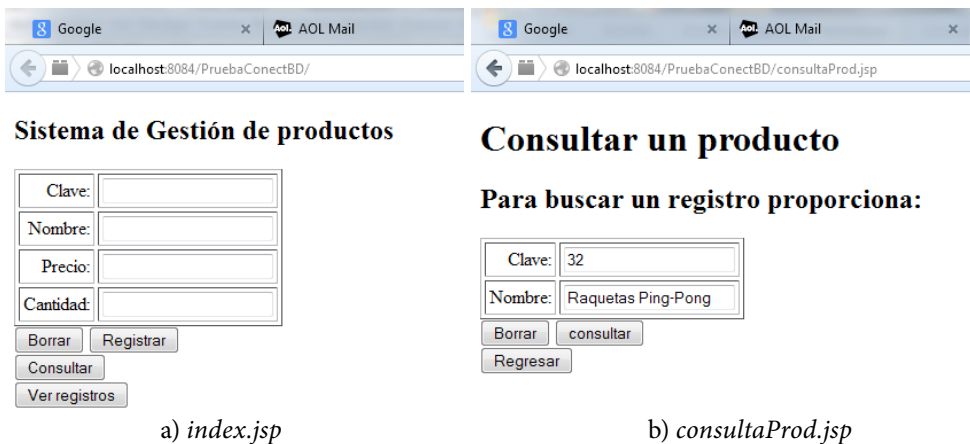 Google
AOL Mail
localhost:8084/PruebaConectBD/
Sistema de Gestión de productos
Clave:
Nombre:
Precio:
Cantidad:
Borrar Registrar
Consultar
Ver registros
a) index.jsp
Google
Aol. AOL Mail
localhost:8084/PruebaConectBD/consultaProd.jsp
Consultar un producto
Para buscar un registro proporciona:
Clave: 32
Nombre: Raquetas Ping-Pong
Borrar consultar
Regresar
b) consultaProd.jsp